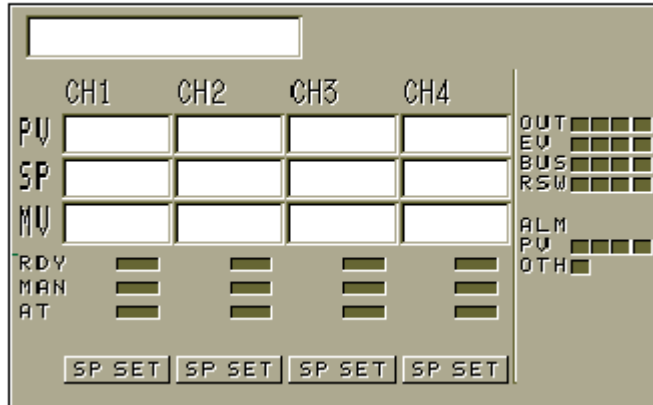 CH1 CH2 CH3 CH4
PV
SP
MV
RDY
MAN
AT
SP SET SP SET SP SET SP SET
OUT
EV
BUS
RSW
ALM
PV
OTH